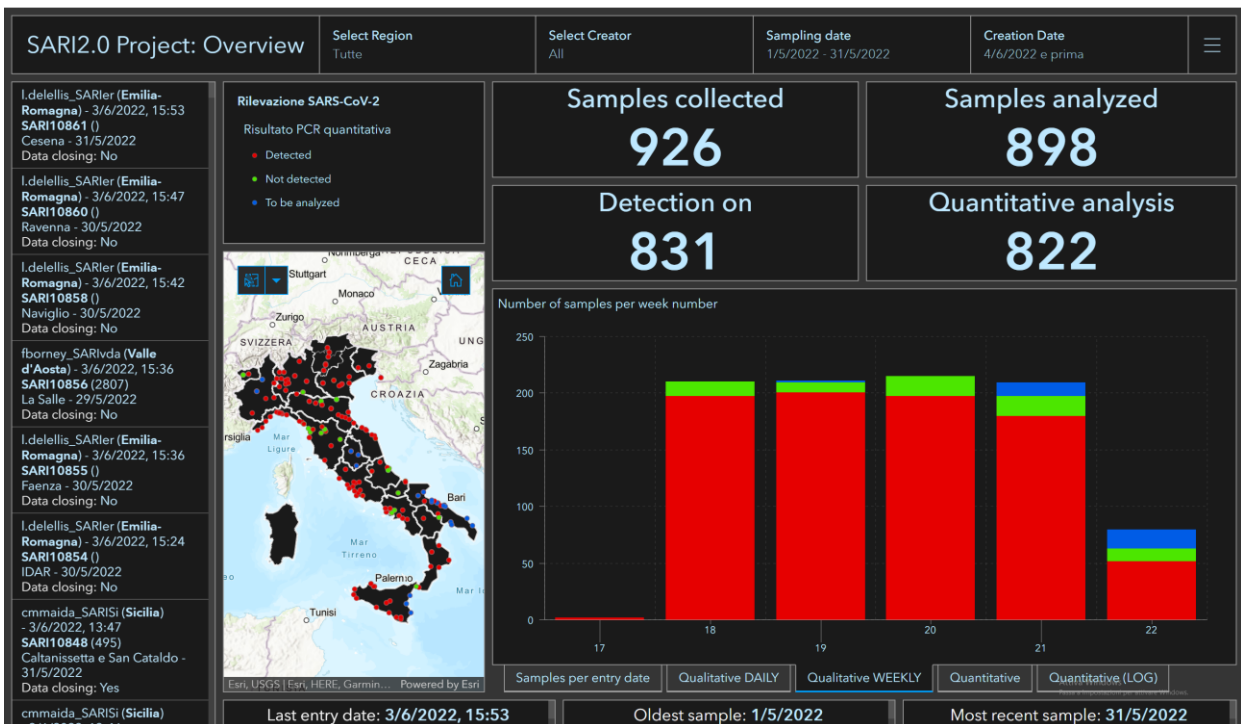 SARI2.0 Project: Overview
Select Region
Tutte
Select Creator
All
Sampling date
1/5/2022 - 31/5/2022
Creation Date
4/6/2022 e prima
l.delellis_SARIer (Emilia-
Romagna) - 3/6/2022, 15:53
SARI10861 ()
Cesena - 31/5/2022
Data closing: No
l.delellis_SARIer (Emilia-
Romagna) - 3/6/2022, 15:47
SARI10860 ()
Ravenna - 30/5/2022
Data closing: No
l.delellis_SARIer (Emilia-
Romagna) - 3/6/2022, 15:42
SARI10858 ()
Naviglio - 30/5/2022
Data closing: No
fborney_SARIvda (Valle
d'Aosta) - 3/6/2022, 15:36
SARI10856 (2807)
La Salle - 29/5/2022
Data closing: No
l.delellis_SARIer (Emilia-
Romagna) - 3/6/2022, 15:36
SARI10855 ()
Faenza - 30/5/2022
Data closing: No
l.delellis_SARIer (Emilia-
Romagna) - 3/6/2022, 15:24
SARI10854 ()
IDAR - 30/5/2022
Data closing: No
cmmaida_SARISi (Sicilia)
- 3/6/2022, 13:47
SARI10848 (495)
Caltanissetta e San Cataldo -
31/5/2022
Data closing: Yes
cmmaida_SARISi (Sicilia)
Rilevazione SARS-CoV-2
Risultato PCR quantitativa
Detected
Not detected
To be analyzed
Norimberga
CECA
Stuttgart
Monaco
Zurigo
AUSTRIA
SVIZZERA
UNG
Zagabria
CROAZIA
rsiglia
Mar
Ligure
Bari
Mar
Tirreno
Palermo
Mar Io
Tunisi
Esri, USGS | Esri, HERE, Garmin... Powered by Esri
Samples collected
926
Samples analyzed
898
Detection on
831
Quantitative analysis
822
Number of samples per week number
250
200
150
100
50
0
17
18
19
20
21
22
Samples per entry date
Qualitative DAILY
Qualitative WEEKLY
Quantitative
Quantitative (LOG)
Last entry date: 3/6/2022, 15:53
Oldest sample: 1/5/2022
Most recent sample: 31/5/2022